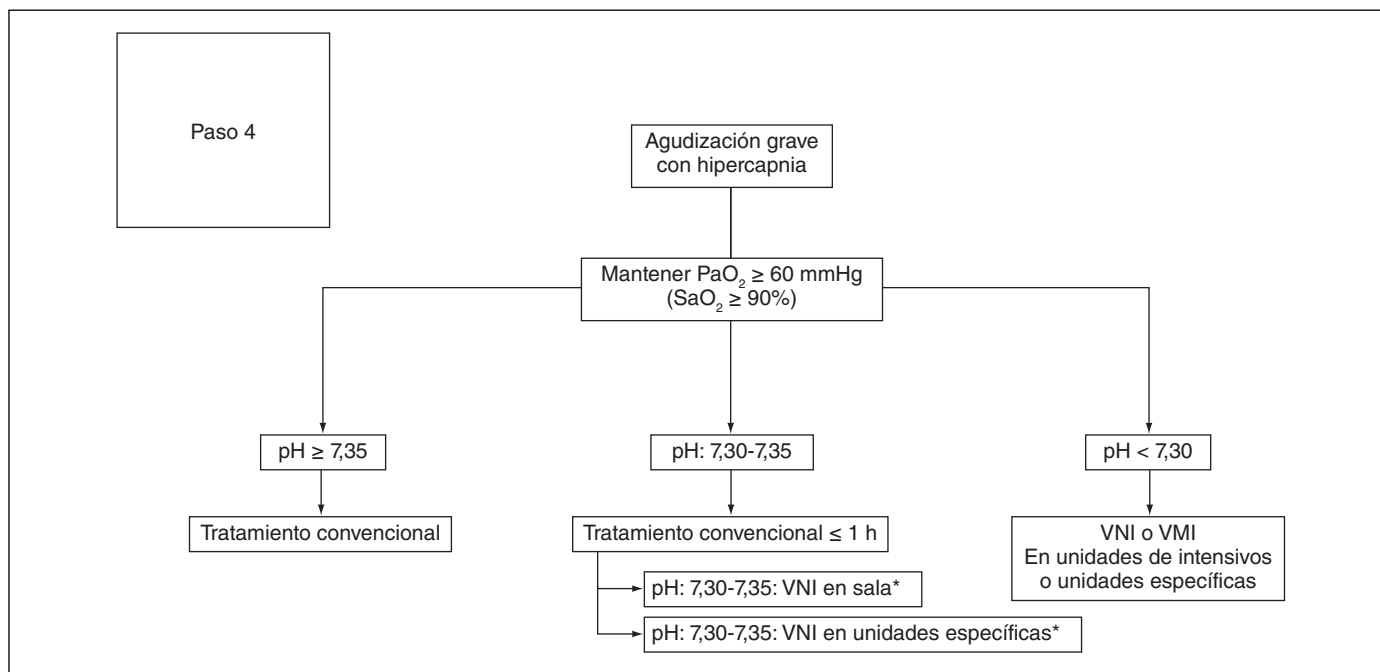 Paso 4
Agudización grave
con hipercapnia
Mantener PaO₂ ≥ 60 mmHg
(SaO₂ ≥ 90%)
pH ≥ 7,35
pH: 7,30-7,35
pH < 7,30
Tratamiento convencional
Tratamiento convencional ≤ 1 h
VNI o VMI
En unidades de intensivos
o unidades específicas
pH: 7,30-7,35: VNI en sala*
pH: 7,30-7,35: VNI en unidades específicas*